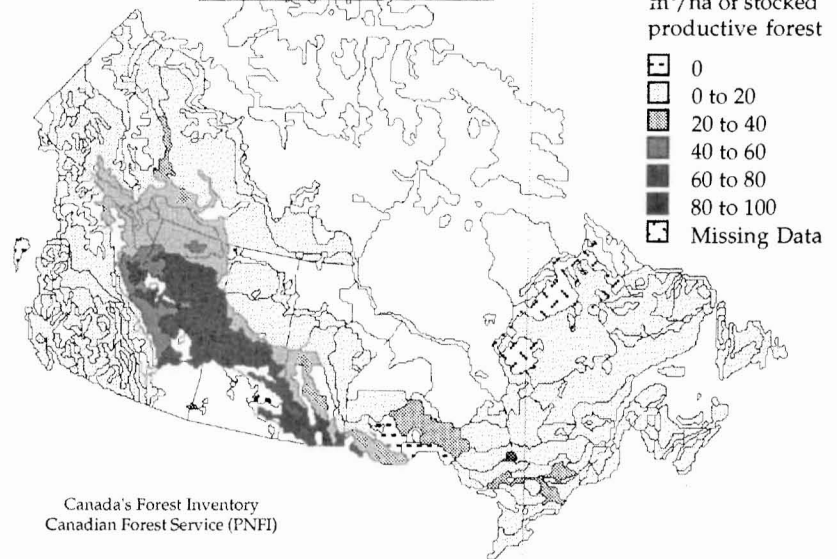 m³/ha of stocked
productive forest
0
0 to 20
20 to 40
40 to 60
60 to 80
80 to 100
Missing Data
Canada's Forest Inventory
Canadian Forest Service (PNFI)